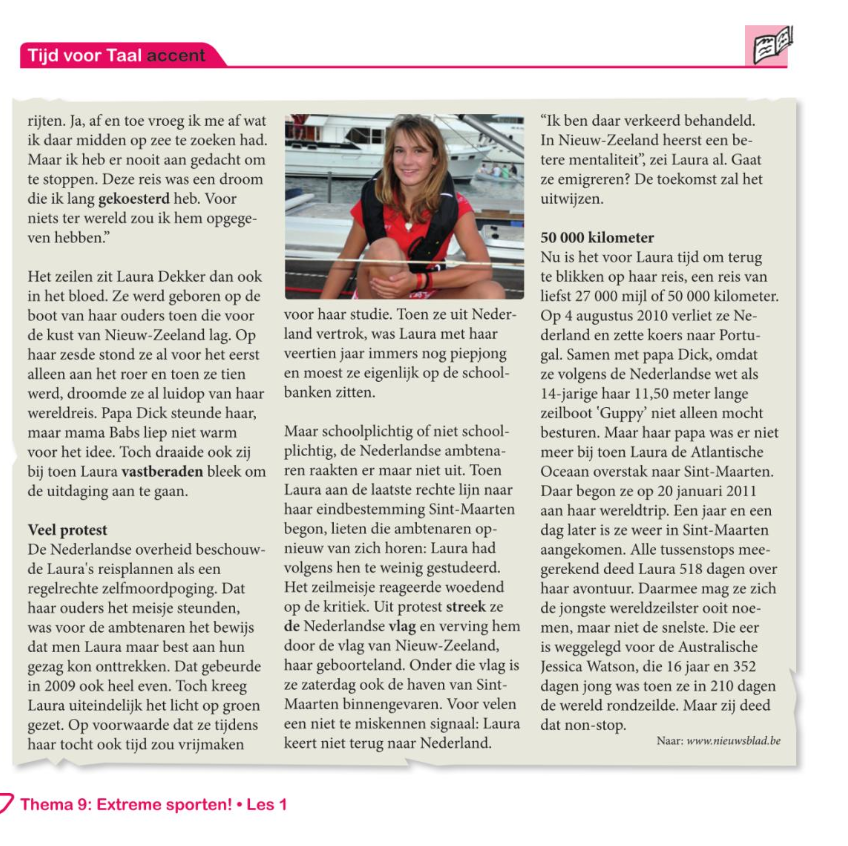 Tijd voor Taal accent
rijten. Ja, af en toe vroeg ik me af wat
ik daar midden op zee te zoeken had.
Maar ik heb er nooit aan gedacht om
te stoppen. Deze reis was een droom
die ik lang gekoesterd heb. Voor
niets ter wereld zou ik hem opgege-
ven hebben.”
Het zeilen zit Laura Dekker dan ook
in het bloed. Ze werd geboren op de
boot van haar ouders toen die voor
de kust van Nieuw-Zeeland lag. Op
haar zesde stond ze al voor het eerst
alleen aan het roer en toen ze tien
werd, droomde ze al luidop van haar
wereldreis. Papa Dick steunde haar,
maar mama Babs liep niet warm
voor het idee. Toch draaide ook zij
bij toen Laura vastberaden bleek om
de uitdaging aan te gaan.
Veel protest
De Nederlandse overheid beschouw-
de Laura's reisplannen als een
regelrechte zelfmoordpoging. Dat
haar ouders het meisje steunden,
was voor de ambtenaren het bewijs
dat men Laura maar best aan hun
gezag kon onttrekken. Dat gebeurde
in 2009 ook heel even. Toch kreeg
Laura uiteindelijk het licht op groen
gezet. Op voorwaarde dat ze tijdens
haar tocht ook tijd zou vrijmaken
voor haar studie. Toen ze uit Neder-
land vertrok, was Laura met haar
veertien jaar immers nog piepjong
en moest ze eigenlijk op de school-
banken zitten.
Maar schoolplichtig of niet school-
plichtig, de Nederlandse ambtena-
ren raakten er maar niet uit. Toen
Laura aan de laatste rechte lijn naar
haar eindbestemming Sint-Maarten
begon, lieten die ambtenaren op-
nieuw van zich horen: Laura had
volgens hen te weinig gestudeerd.
Het zeilmeisje reageerde woedend
op de kritiek. Uit protest streek ze
de Nederlandse vlag en verving hem
door de vlag van Nieuw-Zeeland,
haar geboorteland. Onder die vlag is
ze zaterdag ook de haven van Sint-
Maarten binnengevaren. Voor velen
een niet te miskennen signaal: Laura
keert niet terug naar Nederland.
“Ik ben daar verkeerd behandeld.
In Nieuw-Zeeland heerst een be-
tere mentaliteit”, zei Laura al. Gaat
ze emigreren? De toekomst zal het
uitwijzen.
50 000 kilometer
Nu is het voor Laura tijd om terug
te blikken op haar reis, een reis van
liefst 27 000 mijl of 50 000 kilometer.
Op 4 augustus 2010 verliet ze Ne-
derland en zette koers naar Portu-
gal. Samen met papa Dick, omdat
ze volgens de Nederlandse wet als
14-jarige haar 11,50 meter lange
zeilboot 'Guppy’ niet alleen mocht
besturen. Maar haar papa was er niet
meer bij toen Laura de Atlantische
Oceaan overstak naar Sint-Maarten.
Daar begon ze op 20 januari 2011
aan haar wereldtrip. Een jaar en een
dag later is ze weer in Sint-Maarten
aangekomen. Alle tussenstops mee-
gerekend deed Laura 518 dagen over
haar avontuur. Daarmee mag ze zich
de jongste wereldzeilster ooit noe-
men, maar niet de snelste. Die eer
is weggelegd voor de Australische
Jessica Watson, die 16 jaar en 352
dagen jong was toen ze in 210 dagen
de wereld rondzeilde. Maar zij deed
dat non-stop.
Naar: www.nieuwsblad.be
Thema 9: Extreme sporten! • Les 1